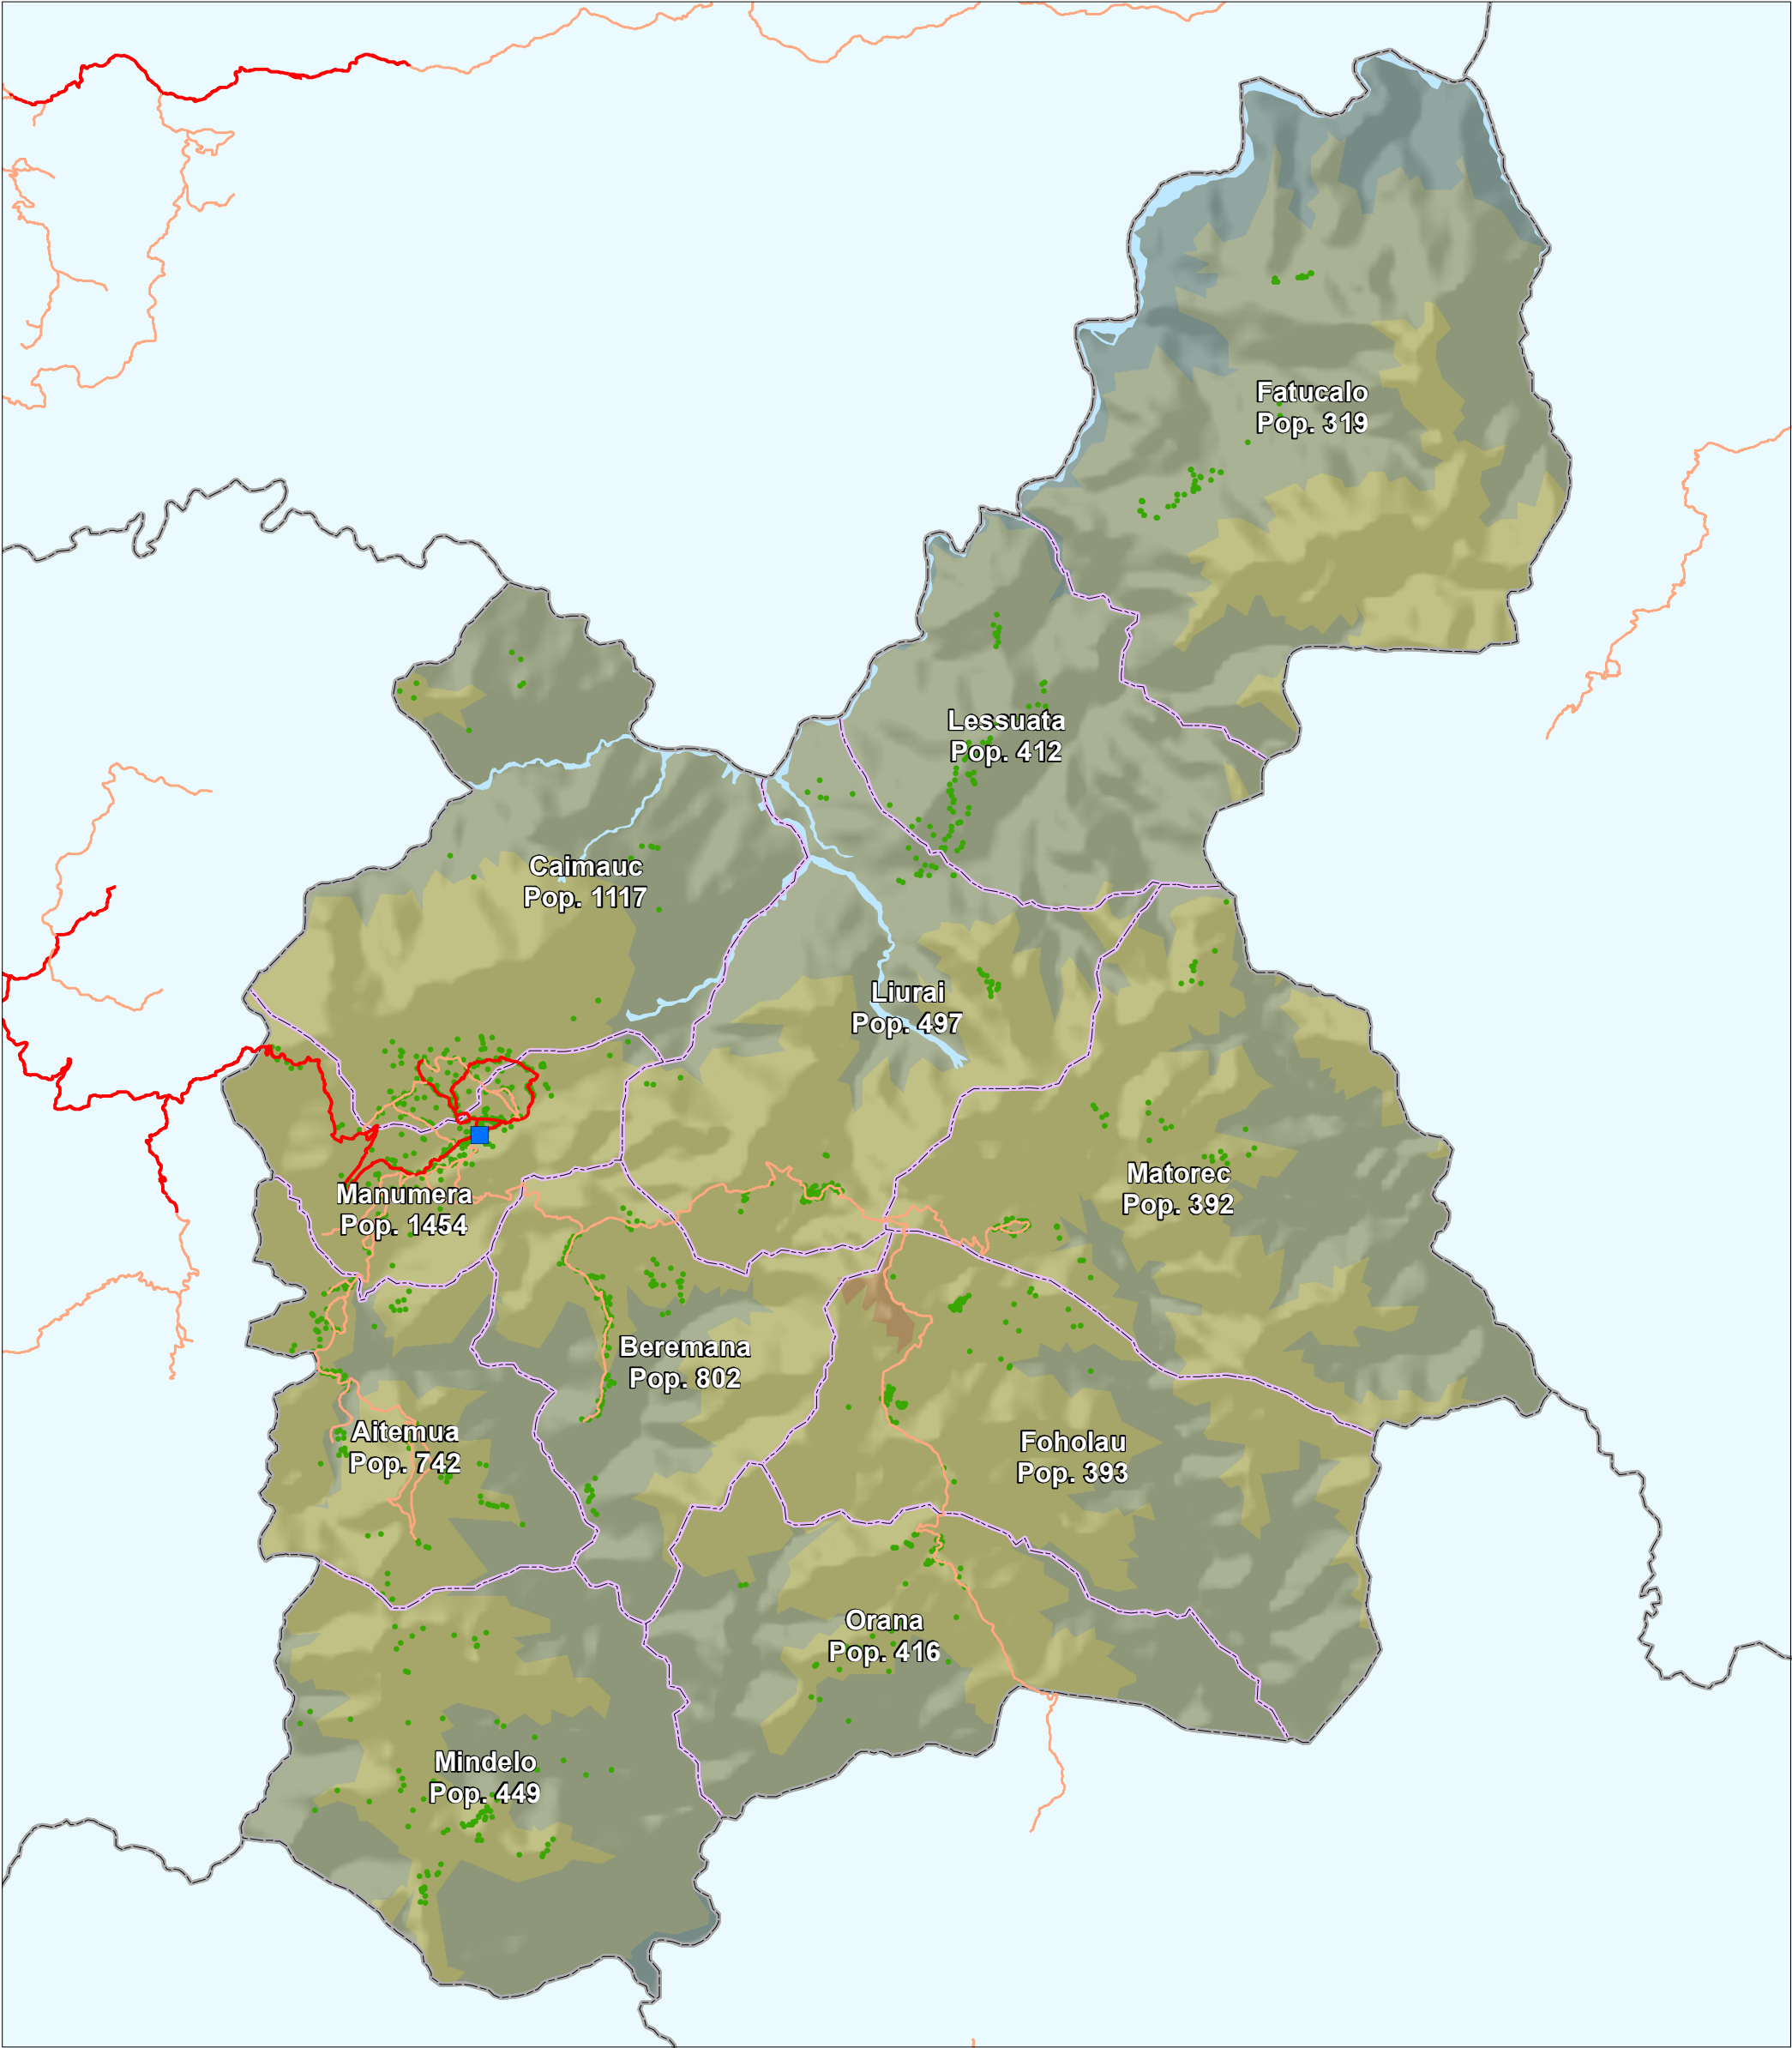 Fatucalo
Pop. 319
Lessuata
Pop. 412
Caimauc
Pop. 1117
Liurai
Pop. 497
Matorec
Pop. 392
Manumera
Pop. 1454
Beremana
Pop. 802
Aitemua
Pop. 742
Foholau
Pop. 393
Orana
Pop. 416
Mindelo
Pop. 449